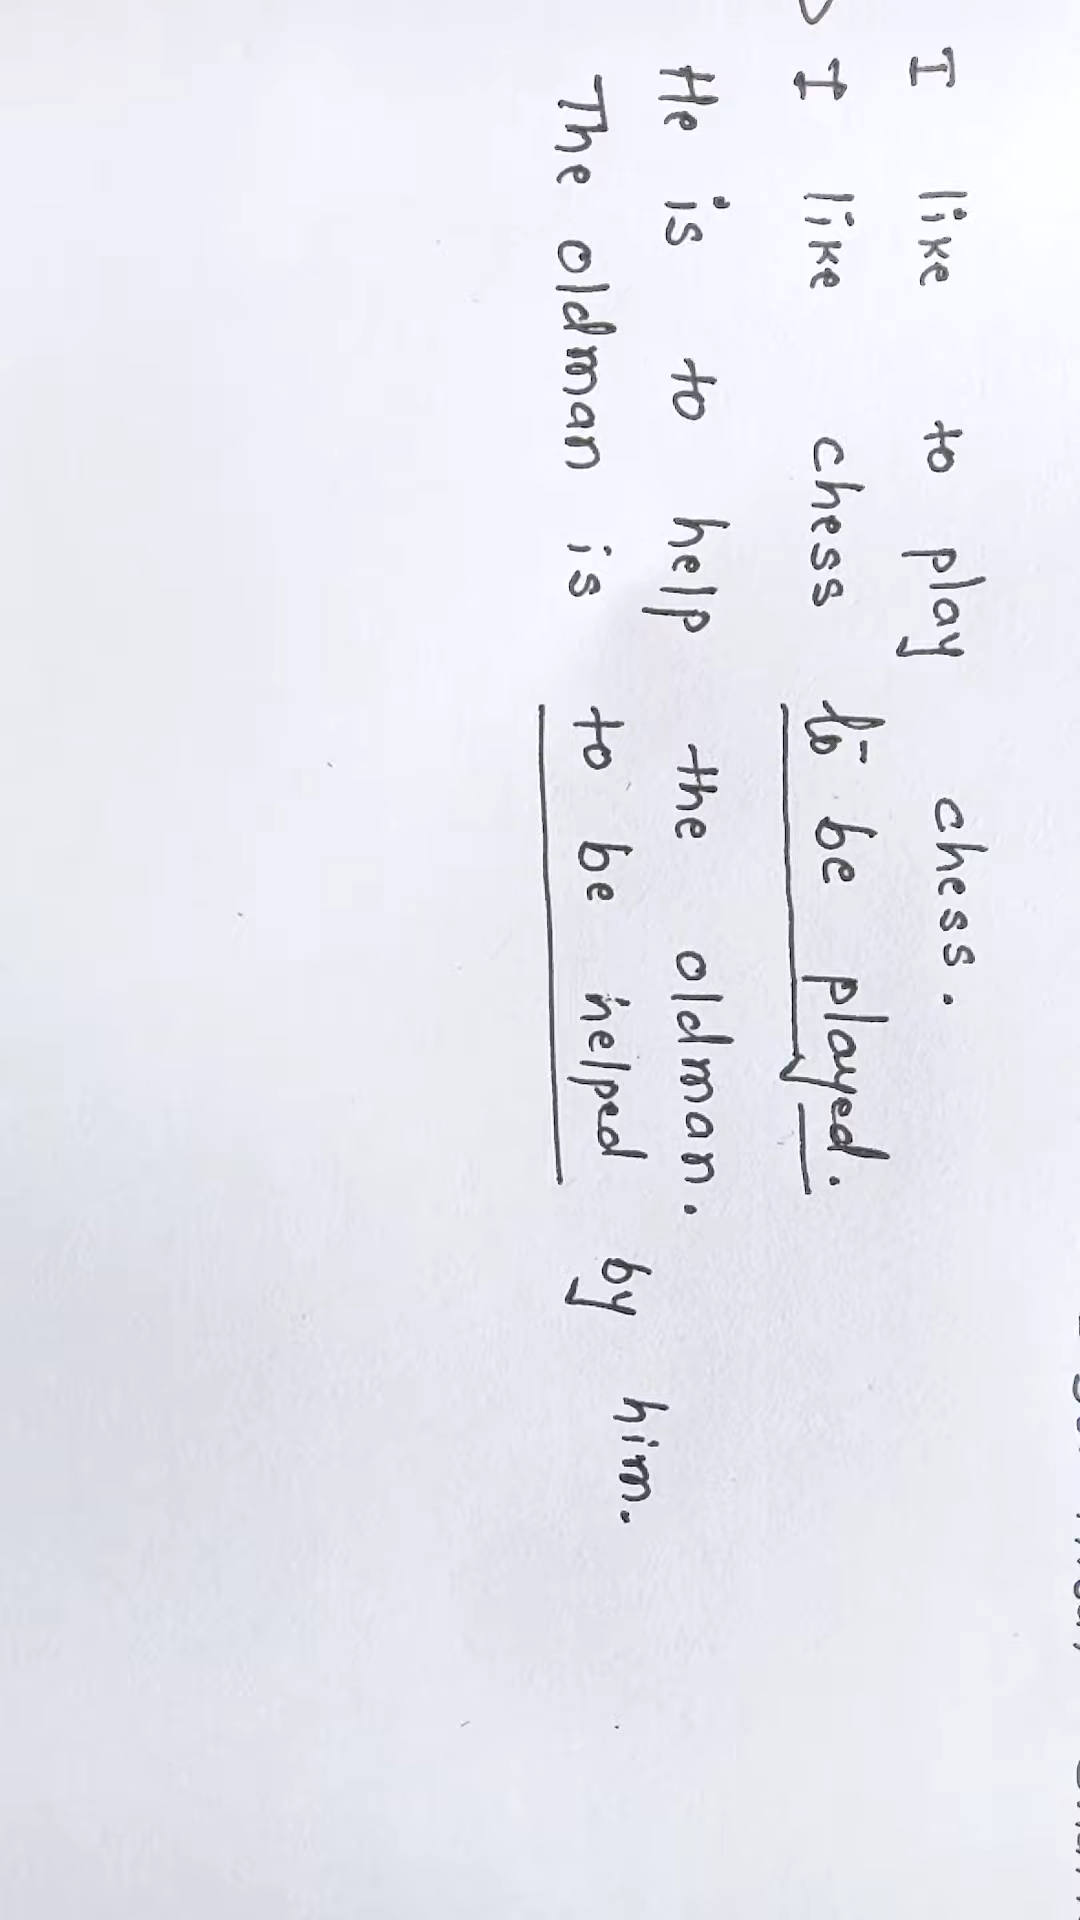 I like to play chess.
I like chess to be played.
He is to help the oldman.
The oldman is to be helped by him.